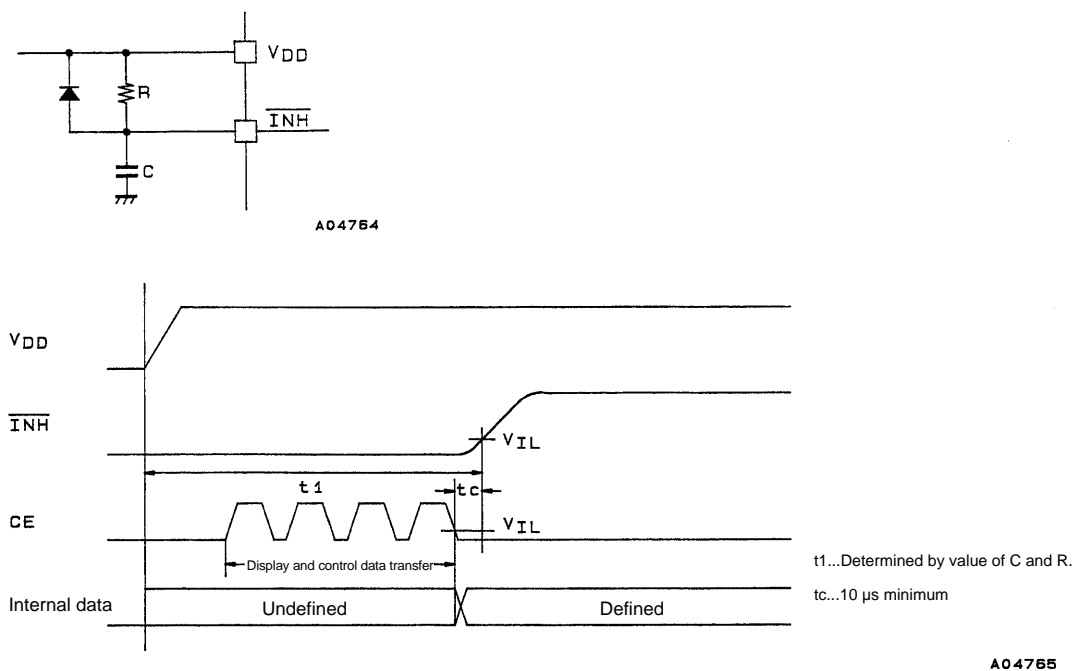 VDD
R
INH
C
A04764
VDD
INH
VIL
t1
tc
CE
VIL
Display and control data transfer
t1...Determined by value of C and R.
Internal data
Undefined
Defined
tc...10 µs minimum
A04765